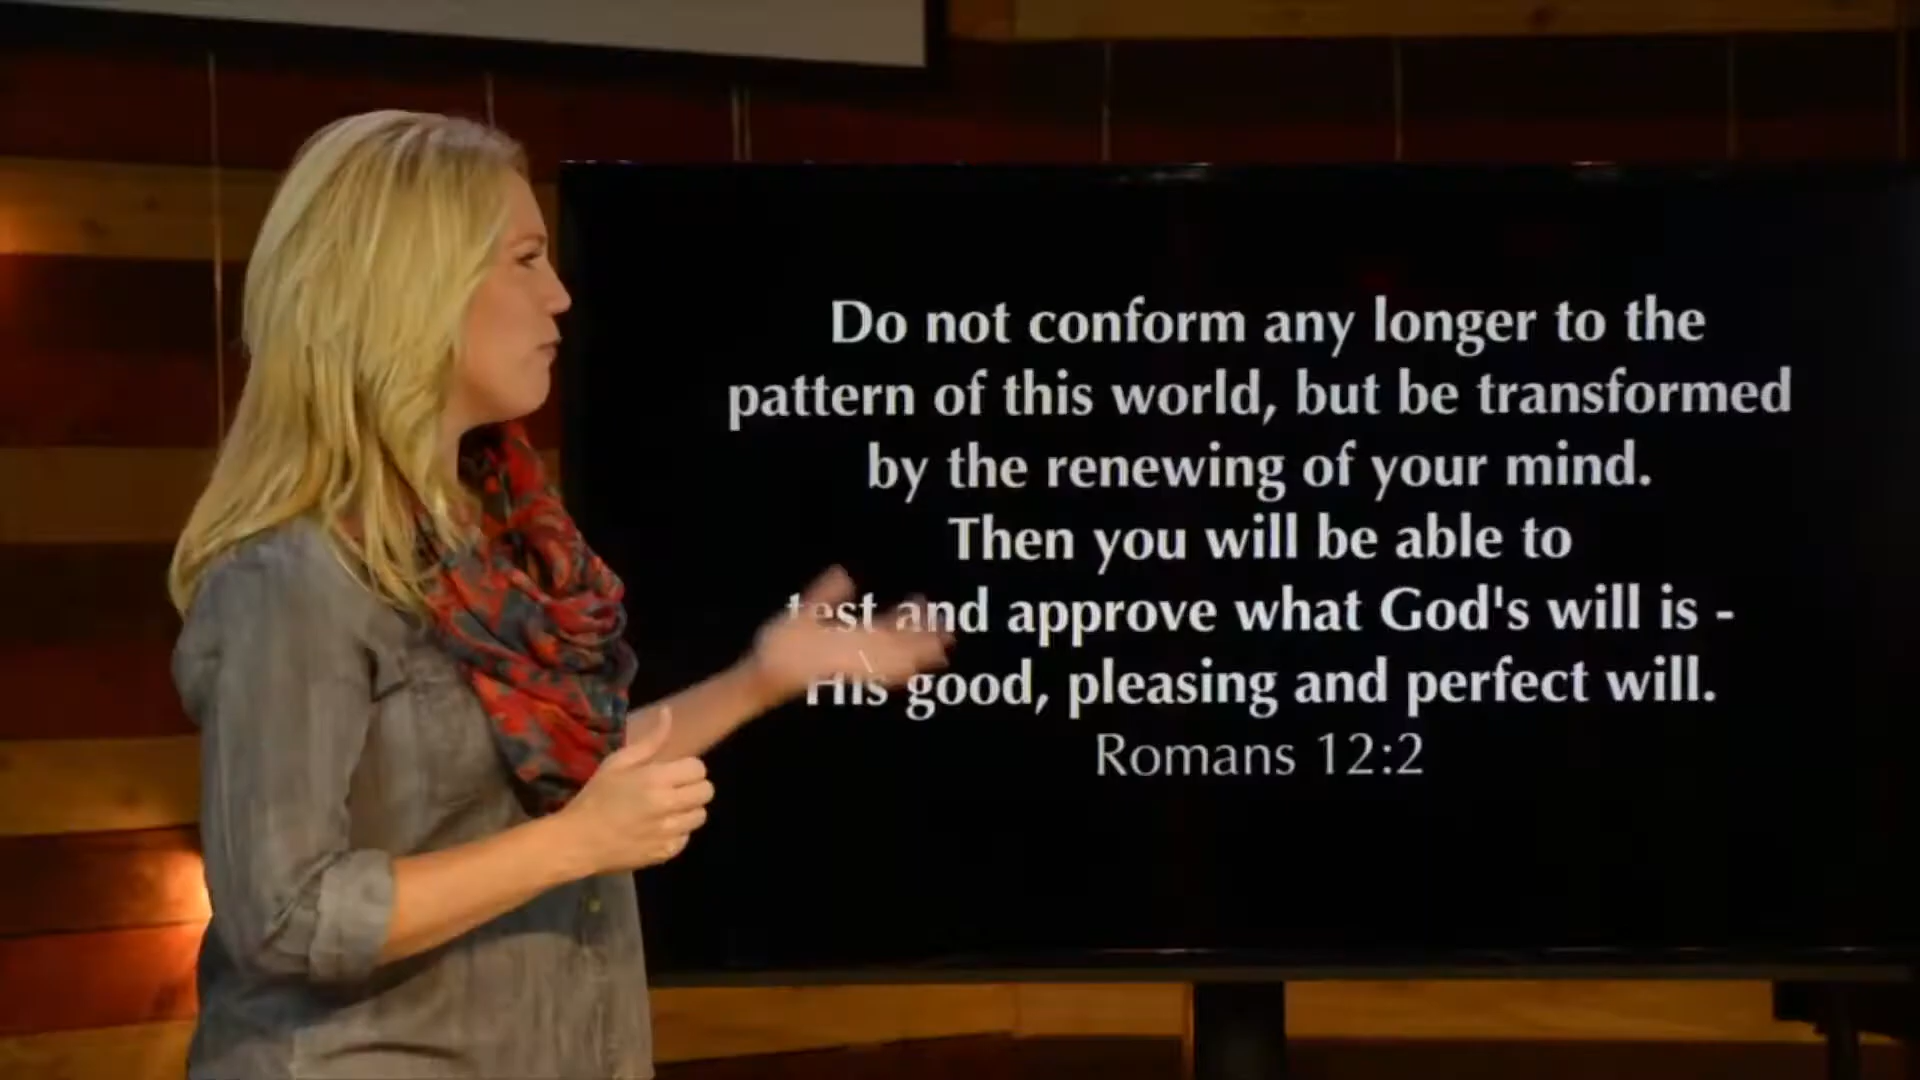 Do not conform any longer to the
pattern of this world, but be transformed
by the renewing of your mind.
Then you will be able to
test and approve what God's will is -
His good, pleasing and perfect will.
Romans 12:2